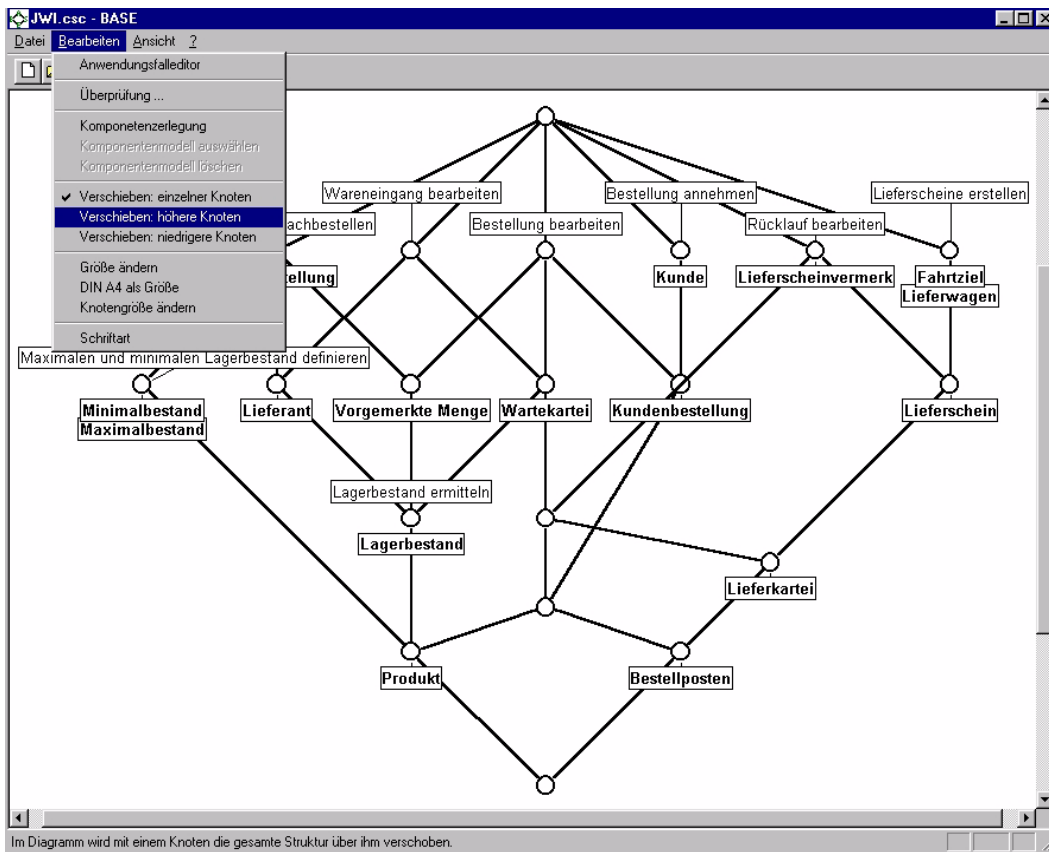 JWI.csc - BASE
Datei Bearbeiten Ansicht ?
Anwendungsfalleditor
Überprüfung ...
Komponetenzerlegung
Komponentenmodell auswählen
Komponentenmodell löschen
Verschieben: einzelner Knoten
Verschieben: höhere Knoten
Verschieben: niedrigere Knoten
Größe ändern
DIN A4 als Größe
Knotengröße ändern
Schriftart
Wareneingang bearbeiten
Bestellung annehmen
Lieferscheine erstellen
achbestellen
Bestellung bearbeiten
Rücklauf bearbeiten
tellung
Kunde
Lieferscheinvermerk
Fahrtziel
Lieferwagen
Maximalen und minimalen Lagerbestand definieren
Minimalbestand
Maximalbestand
Lieferant
Vorgemerkte Menge
Wartekartei
Kundenbestellung
Lieferschein
Lagerbestand ermitteln
Lagerbestand
Lieferkartei
Produkt
Bestellposten
Im Diagramm wird mit einem Knoten die gesamte Struktur über ihm verschoben.